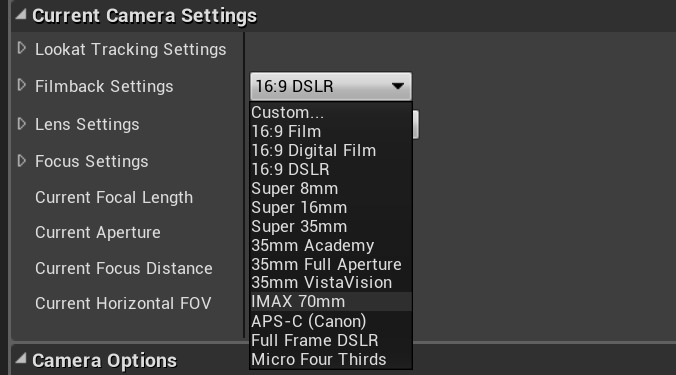 Current Camera Settings
Lookat Tracking Settings
Filmback Settings
16:9 DSLR
Custom...
16:9 Film
16:9 Digital Film
16:9 DSLR
Super 8mm
Super 16mm
Super 35mm
35mm Academy
35mm Full Aperture
35mm VistaVision
IMAX 70mm
APS-C (Canon)
Full Frame DSLR
Micro Four Thirds
Lens Settings
Focus Settings
Current Focal Length
Current Aperture
Current Focus Distance
Current Horizontal FOV
Camera Options